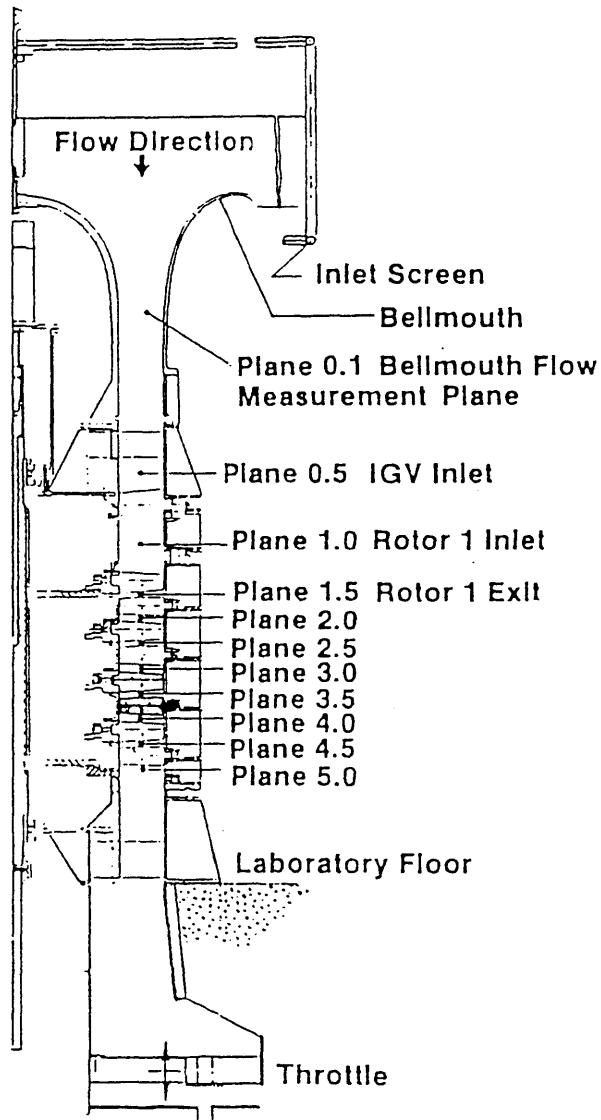 Flow Direction
Inlet Screen
Bellmouth
Plane 0.1 Bellmouth Flow
Measurement Plane
Plane 0.5 IGV Inlet
Plane 1.0 Rotor 1 Inlet
Plane 1.5 Rotor 1 Exit
Plane 2.0
Plane 2.5
Plane 3.0
Plane 3.5
Plane 4.0
Plane 4.5
Plane 5.0
Laboratory Floor
Throttle